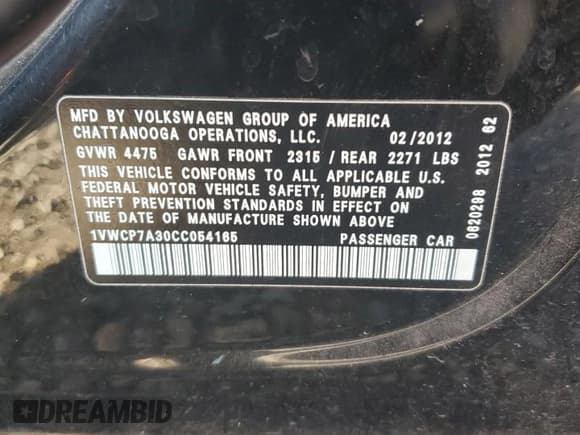 MFD BY VOLKSWAGEN GROUP OF AMERICA
CHATTANOOGA OPERATIONS, LLC. 02/2012
GVWR 4475 GAWR FRONT 2315 / REAR 2271 LBS
THIS VEHICLE CONFORMS TO ALL APPLICABLE U.S.
FEDERAL MOTOR VEHICLE SAFETY, BUMPER AND
THEFT PREVENTION STANDARDS IN EFFECT ON
THE DATE OF MANUFACTURE SHOWN ABOVE
1VWCP7A30CC054165 PASSENGER CAR
0620298 2012 62
DREAMBID